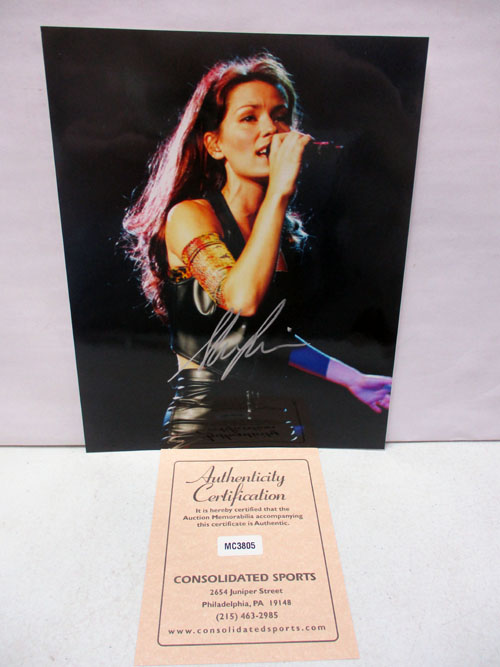 Authenticity
Certification
It is hereby certified that the
Auction Memorabilia accompanying
this certificate is Authentic.
MC3805
CONSOLIDATED SPORTS
2654 Juniper Street
Philadelphia, PA 19148
(215) 463-2985
www.consolidatedsports.com